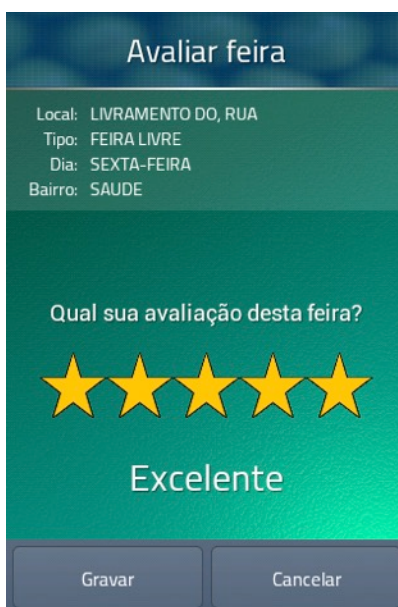 Avaliar feira
Local: LIVRAMENTO DO, RUA
Tipo: FEIRA LIVRE
Dia: SEXTA-FEIRA
Bairro: SAUDE
Qual sua avaliação desta feira?
Excelente
Gravar Cancelar